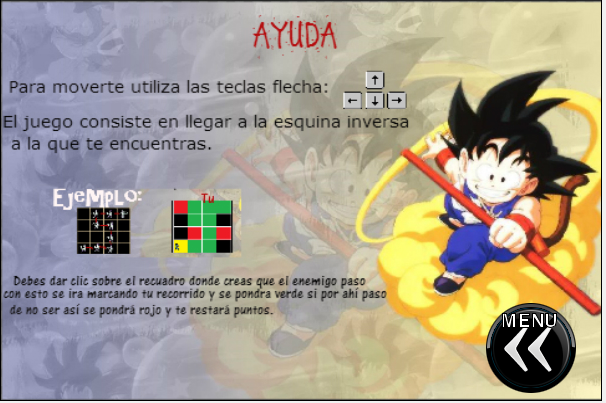 AYUDA
Para moverte utiliza las teclas flecha:
El juego consiste en llegar a la esquina inversa
a la que te encuentras.
Ejemplo:
Tu
Debes dar clic sobre el recuadro donde creas que el enemigo paso
con esto se ira marcando tu recorrido y se pondra verde si por ahí paso
de no ser así se pondrá rojo y te restará puntos.
MENU